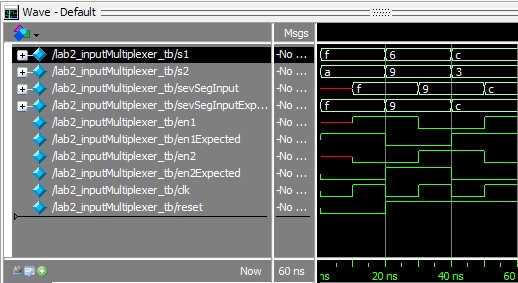 Wave - Default
Msgs
/lab2_inputMultiplexer_tb/s1 -No ... f 6 c
/lab2_inputMultiplexer_tb/s2 -No ... a 9 3
/lab2_inputMultiplexer_tb/sevSegInput -No ... f 9 c
/lab2_inputMultiplexer_tb/sevSegInputExp... -No ... f 9 c
/lab2_inputMultiplexer_tb/en1 -No ...
/lab2_inputMultiplexer_tb/en1Expected -No ...
/lab2_inputMultiplexer_tb/en2 -No ...
/lab2_inputMultiplexer_tb/en2Expected -No ...
/lab2_inputMultiplexer_tb/clk -No ...
/lab2_inputMultiplexer_tb/reset -No ...
Now 60 ns ns 20 ns 40 ns 60